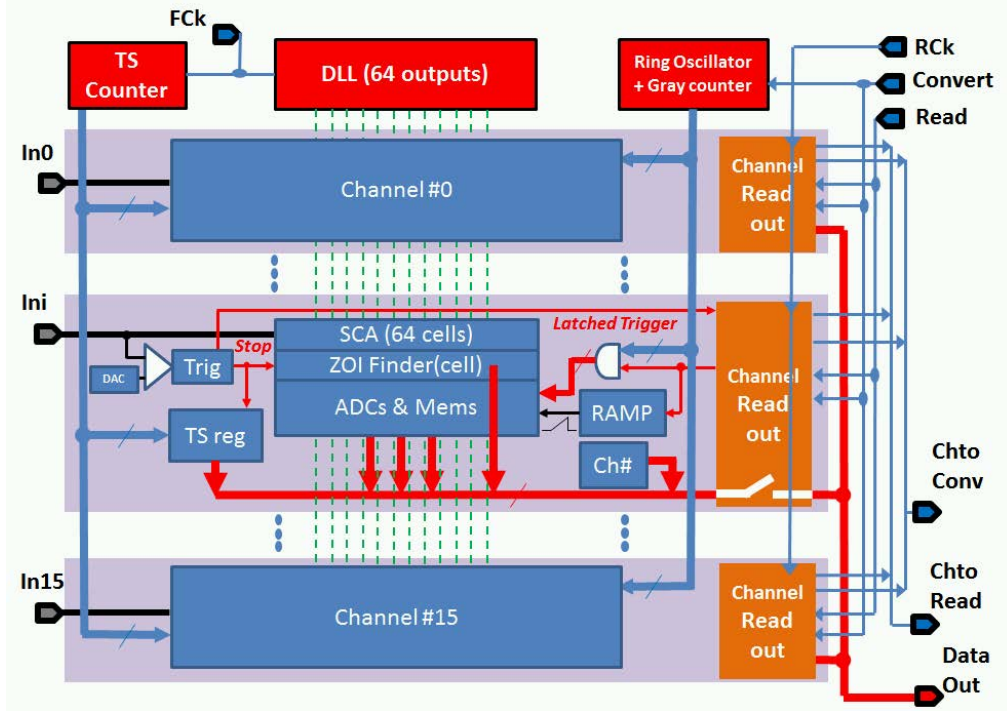 FCk
TS
Counter
DLL (64 outputs)
Ring Oscillator
+ Gray counter
RCk
Convert
Read
In0
Channel #0
Channel
Read
out
Ini
SCA (64 cells)
Latched Trigger
Stop
DAC
Trig
ZOI Finder(cell)
ADCs & Mems
RAMP
TS reg
Ch#
Channel
Read
out
Chto
Conv
In15
Channel #15
Channel
Read
out
Chto
Read
Data
Out